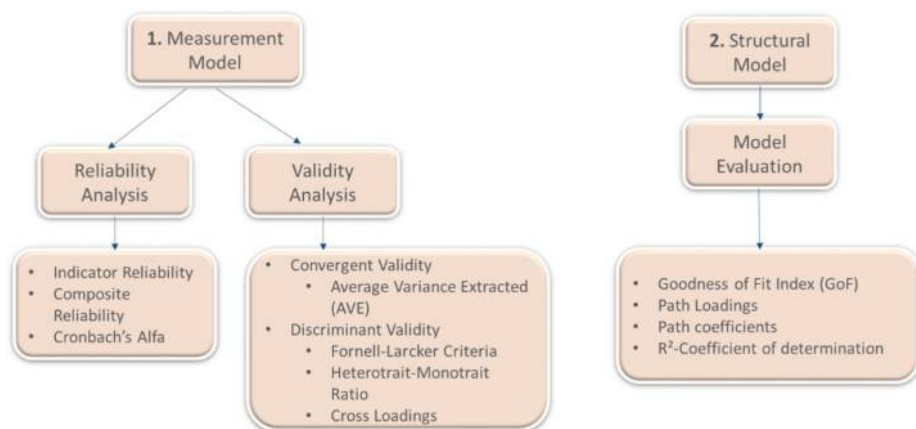 1. Measurement
Model
Reliability
Analysis
Validity
Analysis
• Indicator Reliability
• Composite
Reliability
• Cronbach's Alfa
• Convergent Validity
• Average Variance Extracted
(AVE)
• Discriminant Validity
• Fornell-Larcker Criteria
• Heterotrait-Monotrait
Ratio
• Cross Loadings
2. Structural
Model
Model
Evaluation
• Goodness of Fit Index (GoF)
• Path Loadings
• Path coefficients
• R²-Coefficient of determination